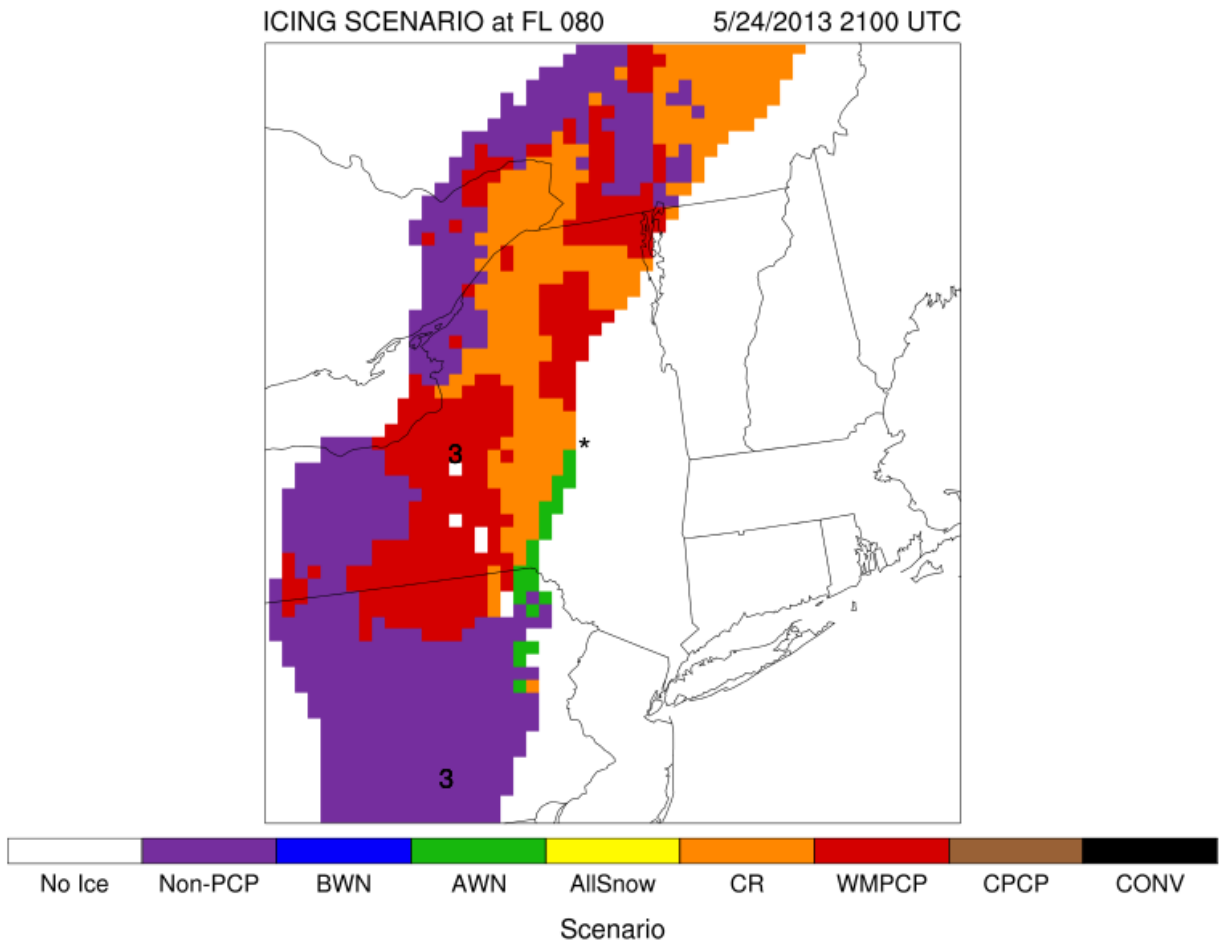 ICING SCENARIO at FL 080 5/24/2013 2100 UTC
*
3
3
No Ice Non-PCP BWN AWN AllSnow CR WMPCP CPCP CONV
Scenario